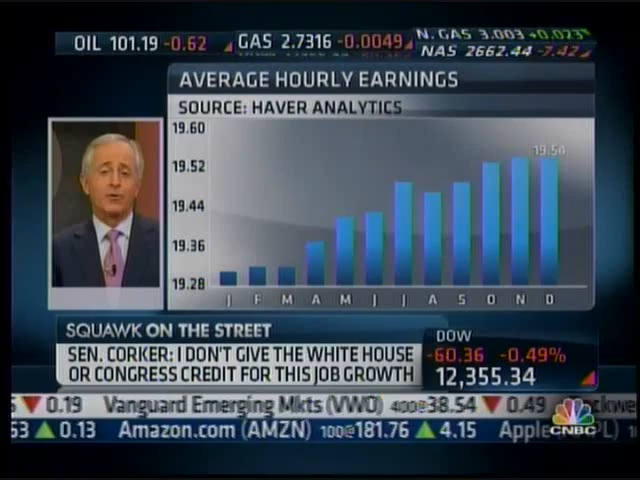 OIL 101.19 -0.62 GAS 2.7316 -0.0049 N. GAS 3.003 +0.023
NAS 2662.44 -7.42
AVERAGE HOURLY EARNINGS
SOURCE: HAVER ANALYTICS
19.60
19.54
19.52
19.44
19.36
19.28
J F M A M J J A S O N D
SQUAWK ON THE STREET
SEN. CORKER: I DON'T GIVE THE WHITE HOUSE
OR CONGRESS CREDIT FOR THIS JOB GROWTH
DOW
-60.36 -0.49%
12,355.34
S ▼ 0.19 Vanguard Emerging Mkts (VWO) 400@38.54 ▼ 0.49 ockwe
53 ▲ 0.13 Amazon.com (AMZN) 100@181.76 ▲ 4.15 Apple PL)
CNBC